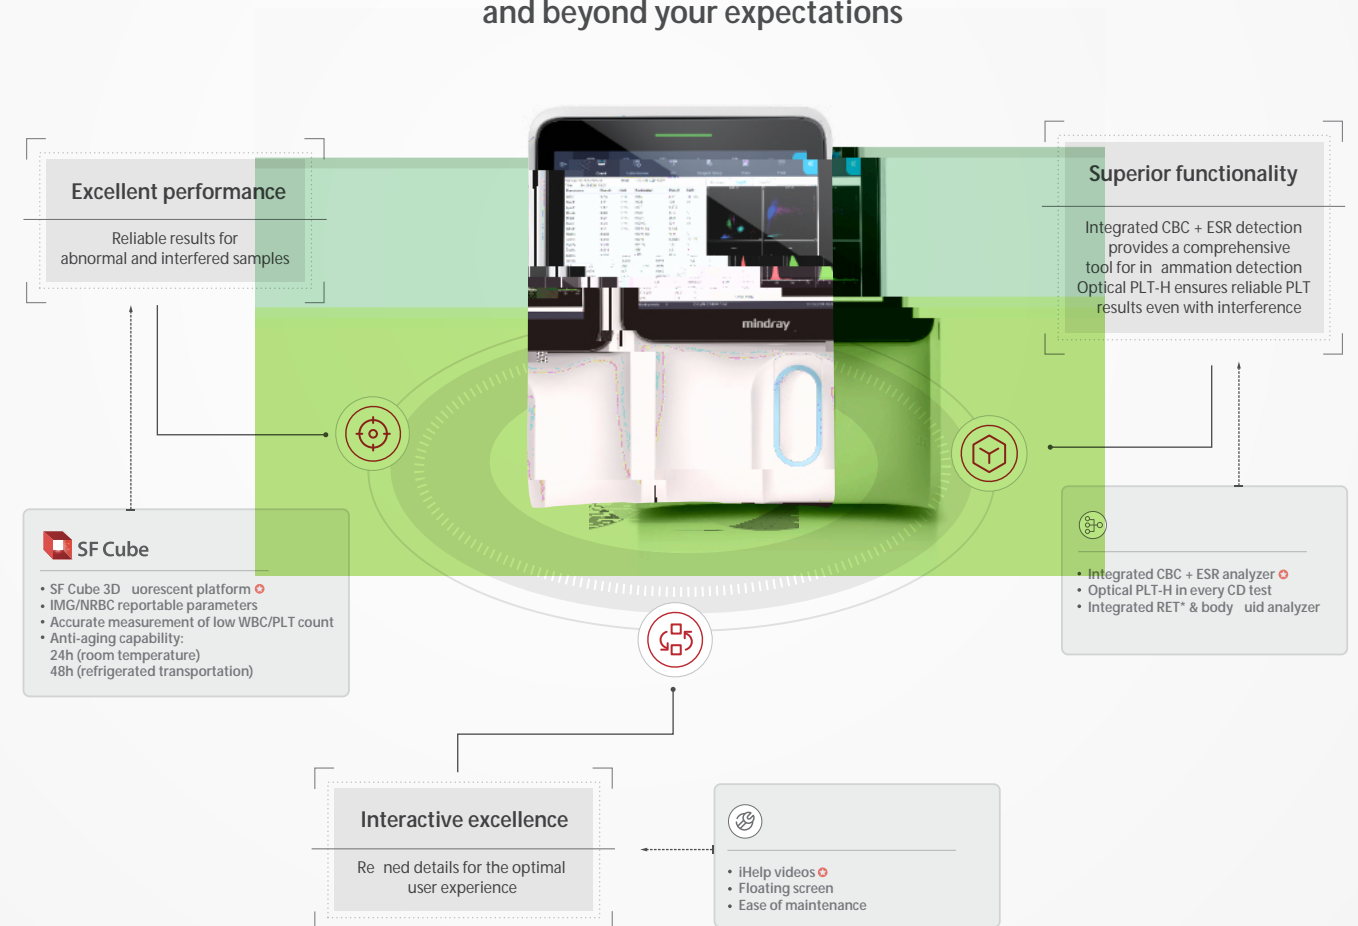 and beyond your expectations
Excellent performance
Reliable results for
abnormal and interfered samples
Superior functionality
Integrated CBC + ESR detection
provides a comprehensive
tool for in ammation detection
Optical PLT-H ensures reliable PLT
results even with interference
mindray
SF Cube
• SF Cube 3D uorescent platform
• IMG/NRBC reportable parameters
• Accurate measurement of low WBC/PLT count
• Anti-aging capability:
24h (room temperature)
48h (refrigerated transportation)
• Integrated CBC + ESR analyzer
• Optical PLT-H in every CD test
• Integrated RET* & body uid analyzer
Interactive excellence
Re ned details for the optimal
user experience
• iHelp videos
• Floating screen
• Ease of maintenance